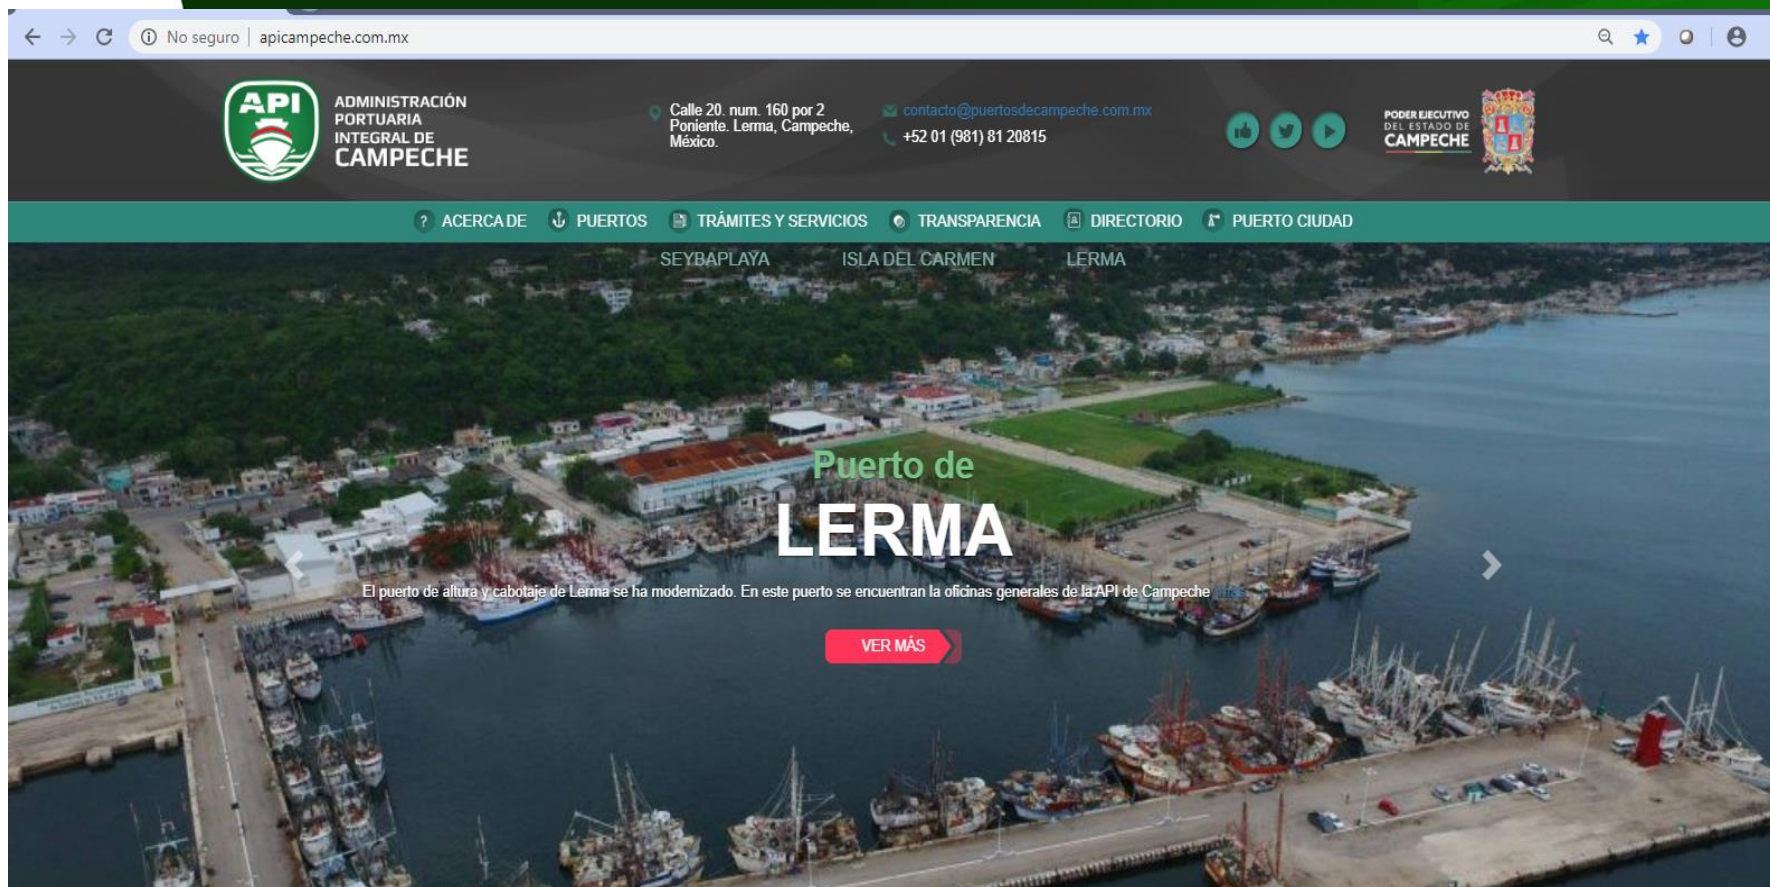 No seguro | apicampeche.com.mx
API
ADMINISTRACIÓN
PORTUARIA
INTEGRAL DE
CAMPECHE
Calle 20. num. 160 por 2
Poniente. Lerma, Campeche,
México.
contacto@puertosdecampeche.com.mx
+52 01 (981) 81 20815
PODER EJECUTIVO
DEL ESTADO DE
CAMPECHE
ACERCA DE PUERTOS TRÁMITES Y SERVICIOS TRANSPARENCIA DIRECTORIO PUERTO CIUDAD
SEYBAPLAYA ISLA DEL CARMEN LERMA
Puerto de
LERMA
El puerto de altura y cabotaje de Lerma se ha modernizado. En este puerto se encuentran la oficinas generales de la API de Campeche
VER MÁS